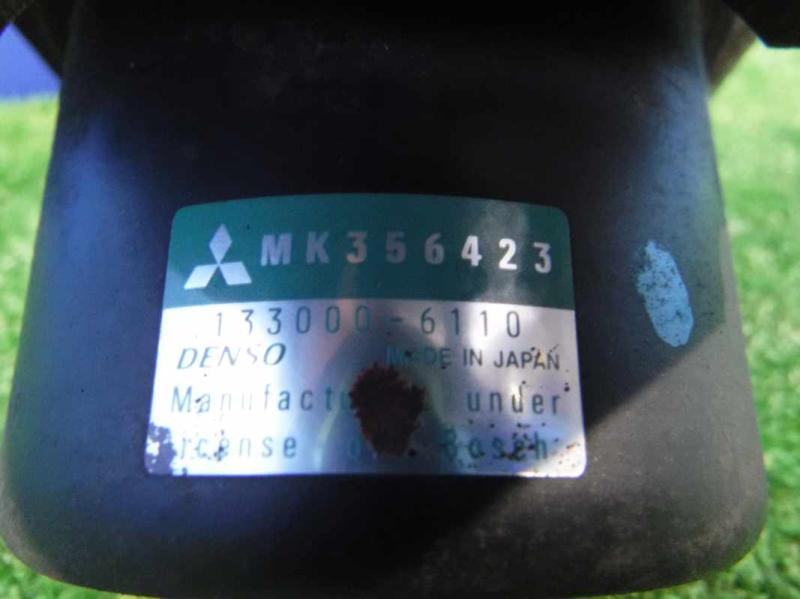 MK356423
133000-6110
DENSO MADE IN JAPAN
under
Bosch